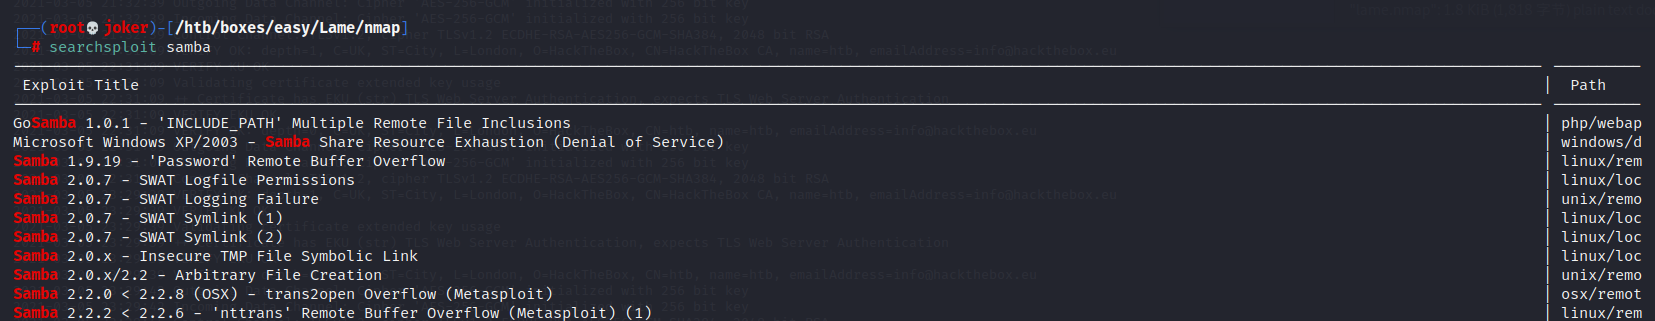 (root💀joker)-[/htb/boxes/easy/Lame/nmap]
# searchsploit samba
Exploit Title | Path
GoSamba 1.0.1 - 'INCLUDE_PATH' Multiple Remote File Inclusions | php/webap
Microsoft Windows XP/2003 - Samba Share Resource Exhaustion (Denial of Service) | windows/d
Samba 1.9.19 - 'Password' Remote Buffer Overflow | linux/rem
Samba 2.0.7 - SWAT Logfile Permissions | linux/loc
Samba 2.0.7 - SWAT Logging Failure | unix/remo
Samba 2.0.7 - SWAT Symlink (1) | linux/loc
Samba 2.0.7 - SWAT Symlink (2) | linux/loc
Samba 2.0.x - Insecure TMP File Symbolic Link | linux/loc
Samba 2.0.x/2.2 - Arbitrary File Creation | unix/remo
Samba 2.2.0 < 2.2.8 (OSX) - trans2open Overflow (Metasploit) | osx/remot
Samba 2.2.2 < 2.2.6 - 'nttrans' Remote Buffer Overflow (Metasploit) (1) | linux/rem